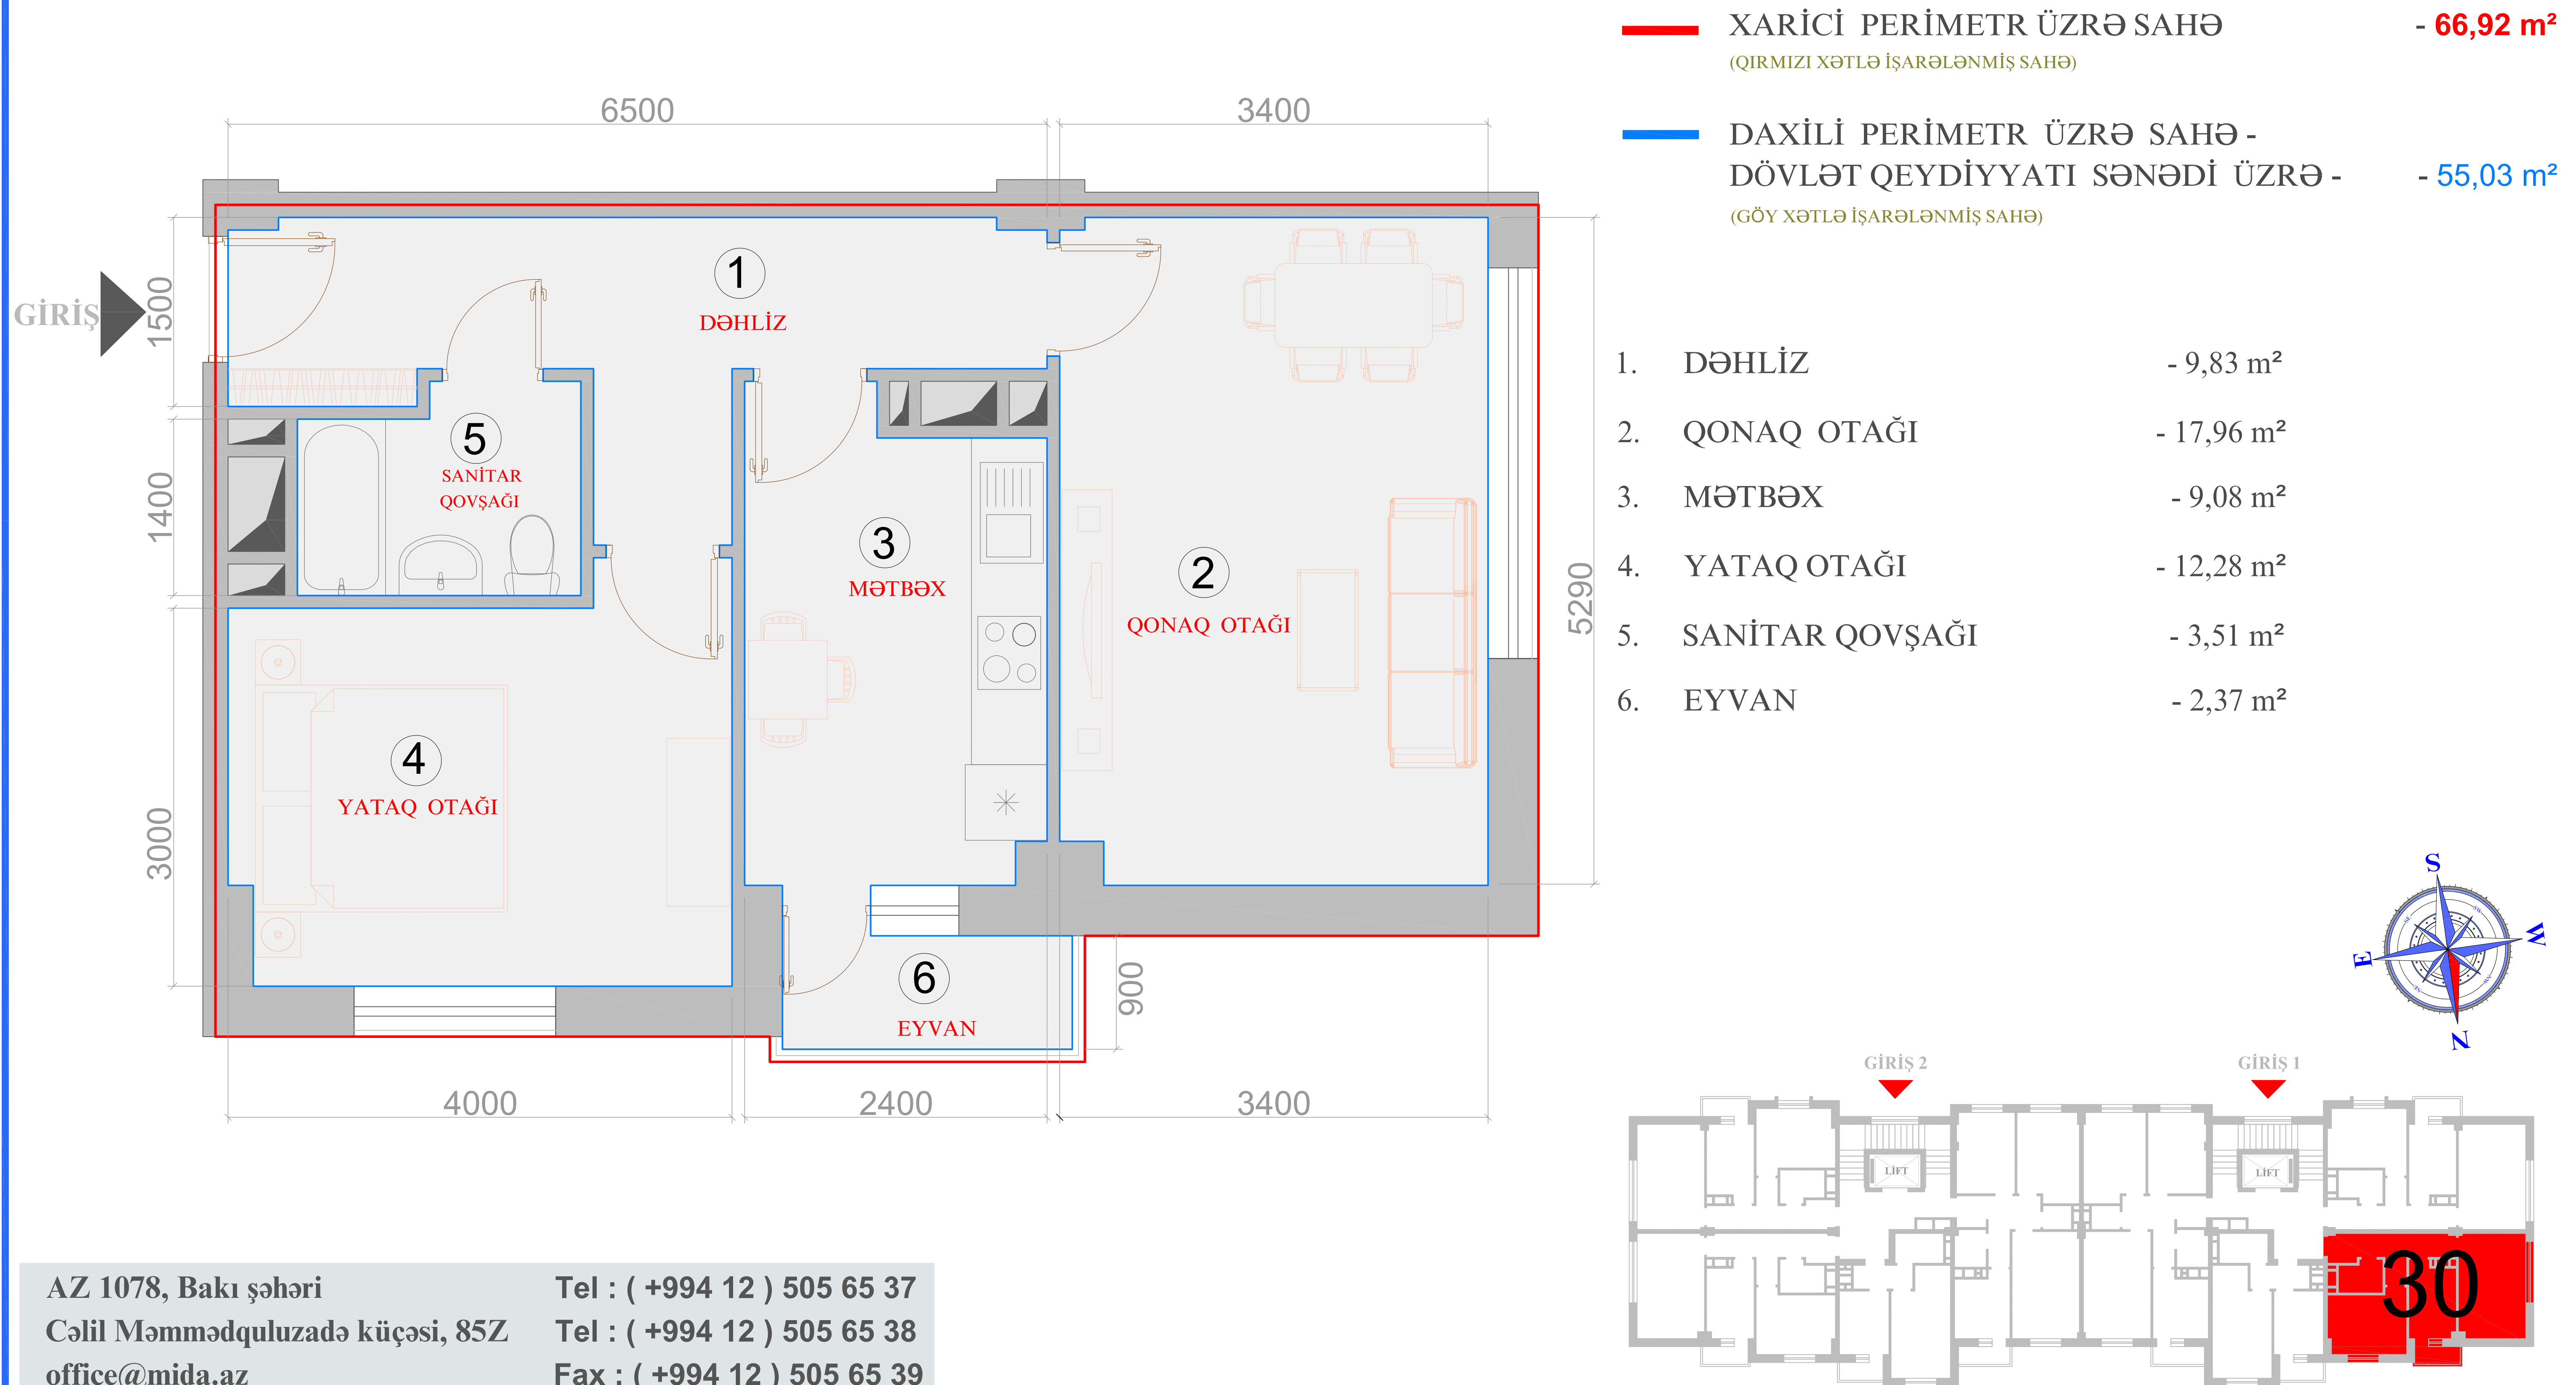 XARİCİ PERİMETR ÜZRƏ SAHƏ - 66,92 m²
(QIRMIZI XƏTLƏ İŞARƏLƏNMİŞ SAHƏ)
DAXİLİ PERİMETR ÜZRƏ SAHƏ -
DÖVLƏT QEYDİYYATI SƏNƏDİ ÜZRƏ - - 55,03 m²
(GÖY XƏTLƏ İŞARƏLƏNMİŞ SAHƏ)
6500
3400
GİRİŞ
1500
1400
3000
1
DƏHLİZ
5
SANİTAR
QOVŞAĞI
3
MƏTBƏX
2
QONAQ OTAĞI
4
YATAQ OTAĞI
6
EYVAN
5290
900
4000
2400
3400
1. DƏHLİZ - 9,83 m²
2. QONAQ OTAĞI - 17,96 m²
3. MƏTBƏX - 9,08 m²
4. YATAQ OTAĞI - 12,28 m²
5. SANİTAR QOVŞAĞI - 3,51 m²
6. EYVAN - 2,37 m²
S
W
E
N
GİRİŞ 2
GİRİŞ 1
LİFT
LİFT
30
AZ 1078, Bakı şəhəri
Cəlil Məmmədquluzadə küçəsi, 85Z
office@mida.az
Tel : ( +994 12 ) 505 65 37
Tel : ( +994 12 ) 505 65 38
Fax : ( +994 12 ) 505 65 39